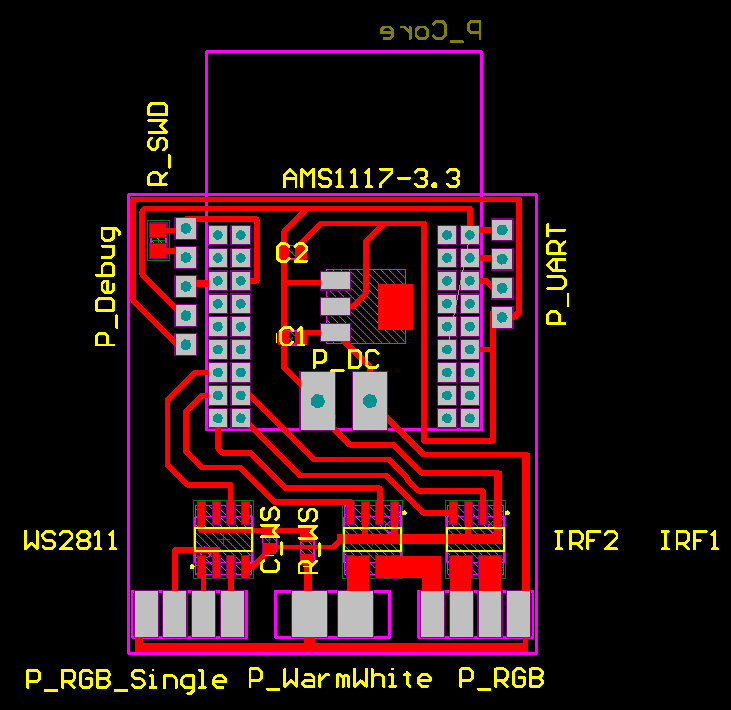 P_Core
R_SWD
AMS1117-3.3
P_Debug
C2
P_UART
C1
P_DC
WS2811
C_WS
R_WS
IRF2
IRF1
P_RGB_Single
P_WarmWhite
P_RGB